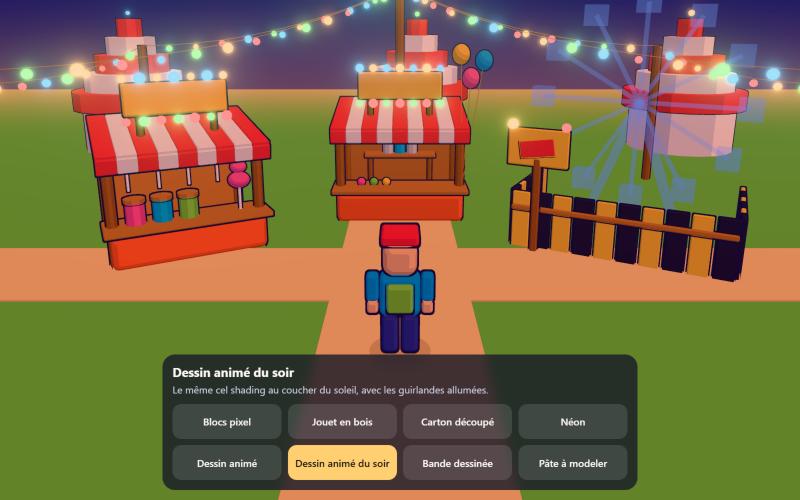 Dessin animé du soir
Le même cel shading au coucher du soleil, avec les guirlandes allumées.
Blocs pixel
Jouet en bois
Carton découpé
Néon
Dessin animé
Dessin animé du soir
Bande dessinée
Pâte à modeler